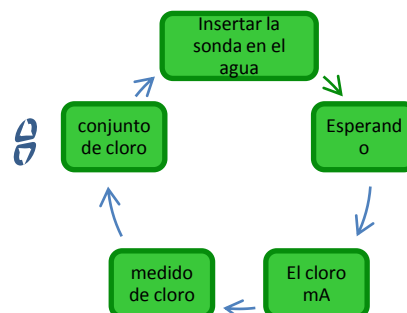 Insertar la
sonda en el
agua
Esperand
o
El cloro
mA
medido
de cloro
conjunto
de cloro